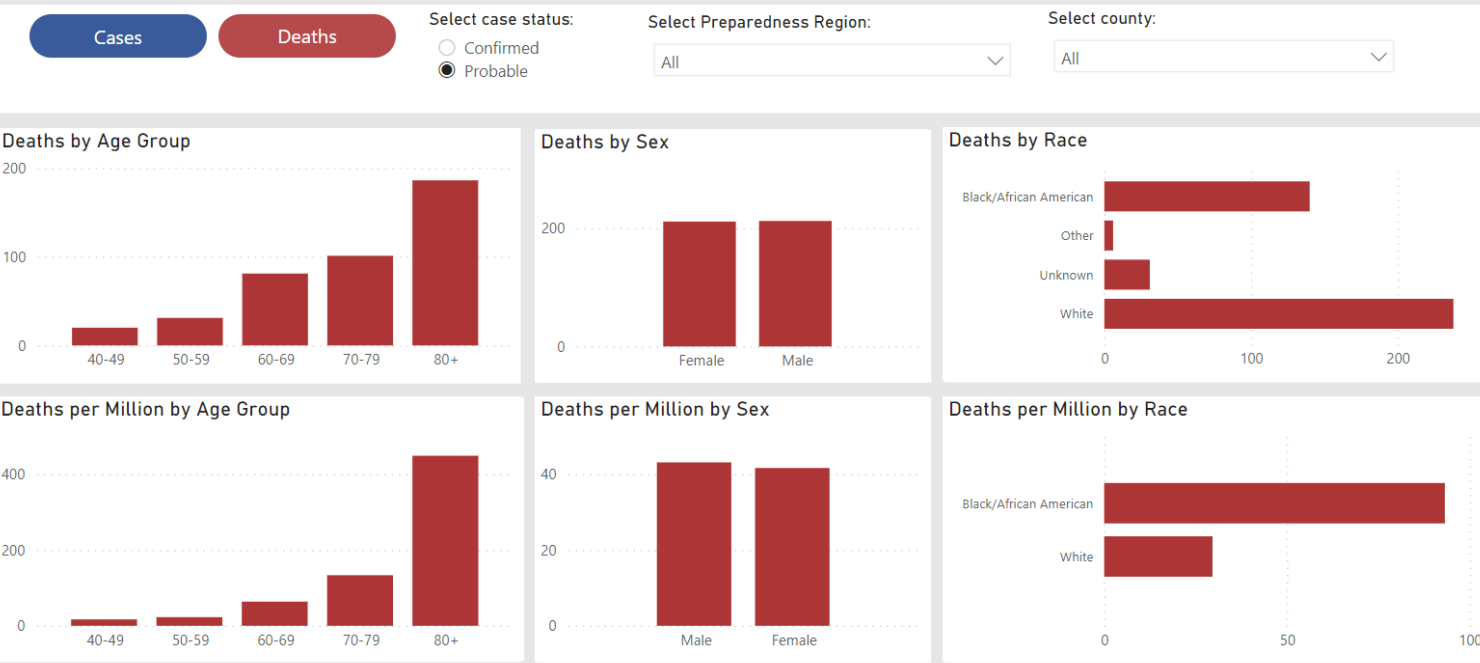 Cases
Deaths
Select case status:
Confirmed
Probable
Select Preparedness Region:
All
Select county:
All
Deaths by Age Group
200
100
0
40-49 50-59 60-69 70-79 80+
Deaths by Sex
200
0
Female Male
Deaths by Race
Black/African American
Other
Unknown
White
0 100 200
Deaths per Million by Age Group
400
200
0
40-49 50-59 60-69 70-79 80+
Deaths per Million by Sex
40
20
0
Male Female
Deaths per Million by Race
Black/African American
White
0 50 100